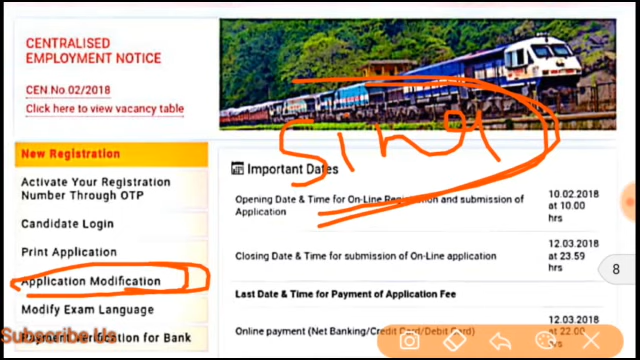 CENTRALISED
EMPLOYMENT NOTICE
CEN No.02/2018
Click here to view vacancy table
New Registration
Activate Your Registration
Number Through OTP
Candidate Login
Print Application
Application Modification
Modify Exam Language
Payment Verification for Bank
Subscribe Us
Important Dates
Opening Date & Time for On-Line Registration and submission of
Application
10.02.2018
at 10.00
hrs
Closing Date & Time for submission of On-Line application
12.03.2018
at 23.59
hrs
Last Date & Time for Payment of Application Fee
Online payment (Net Banking/Credit Card/Debit Card)
12.03.2018
at 22.00
hrs
8